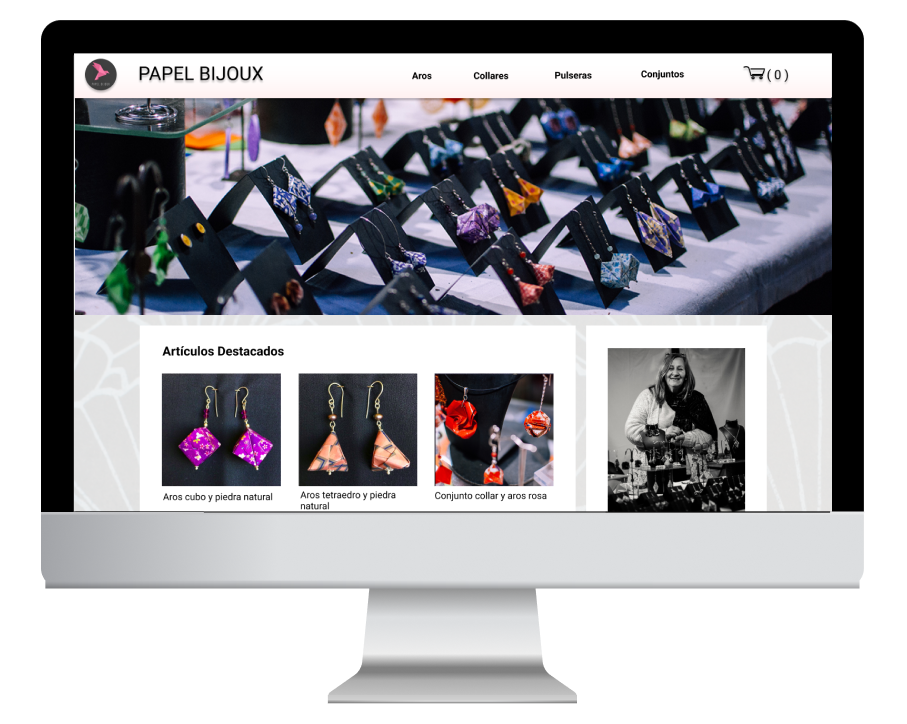 PAPEL BIJOUX
Aros
Collares
Pulseras
Conjuntos
( 0 )
Artículos Destacados
Aros cubo y piedra natural
Aros tetraedro y piedra
natural
Conjunto collar y aros rosa